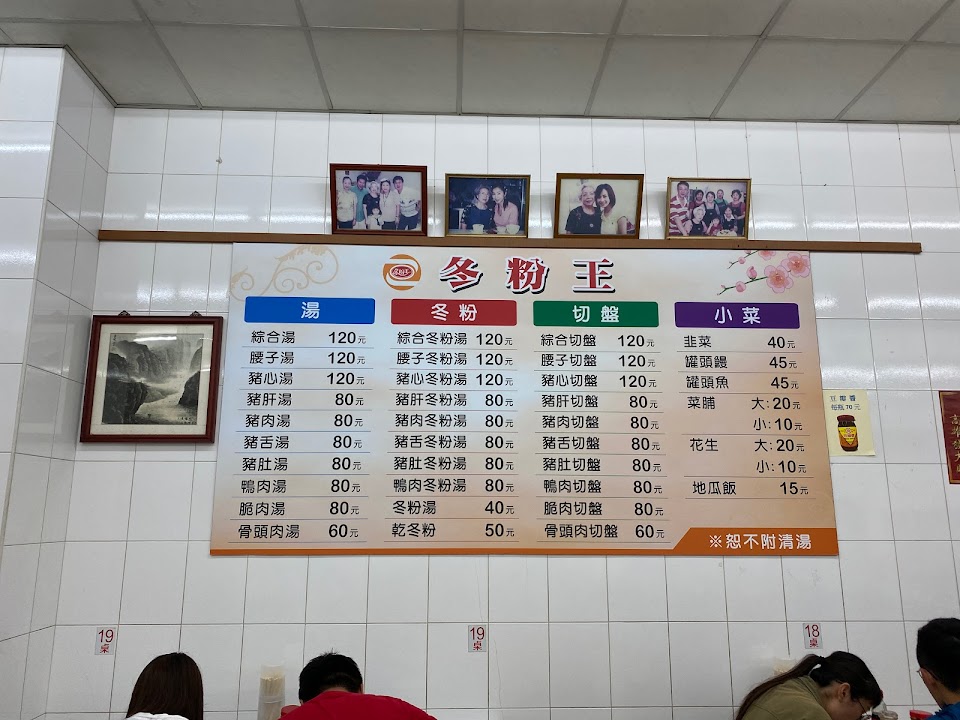 冬粉王
湯
綜合湯 120元
腰子湯 120元
豬心湯 120元
豬肝湯 80元
豬肉湯 80元
豬舌湯 80元
豬肚湯 80元
鴨肉湯 80元
脆肉湯 80元
骨頭肉湯 60元
冬粉
綜合冬粉湯 120元
腰子冬粉湯 120元
豬心冬粉湯 120元
豬肝冬粉湯 80元
豬肉冬粉湯 80元
豬舌冬粉湯 80元
豬肚冬粉湯 80元
鴨肉冬粉湯 80元
冬粉湯 40元
乾冬粉 50元
切盤
綜合切盤 120元
腰子切盤 120元
豬心切盤 120元
豬肝切盤 80元
豬肉切盤 80元
豬舌切盤 80元
豬肚切盤 80元
鴨肉切盤 80元
脆肉切盤 80元
骨頭肉切盤 60元
小菜
韭菜 40元
罐頭鰻 45元
罐頭魚 45元
菜脯 大:20元
小:10元
花生 大:20元
小:10元
地瓜飯 15元
※恕不附清湯
豆瓣醬
每瓶70元
19
桌
19
桌
18
桌